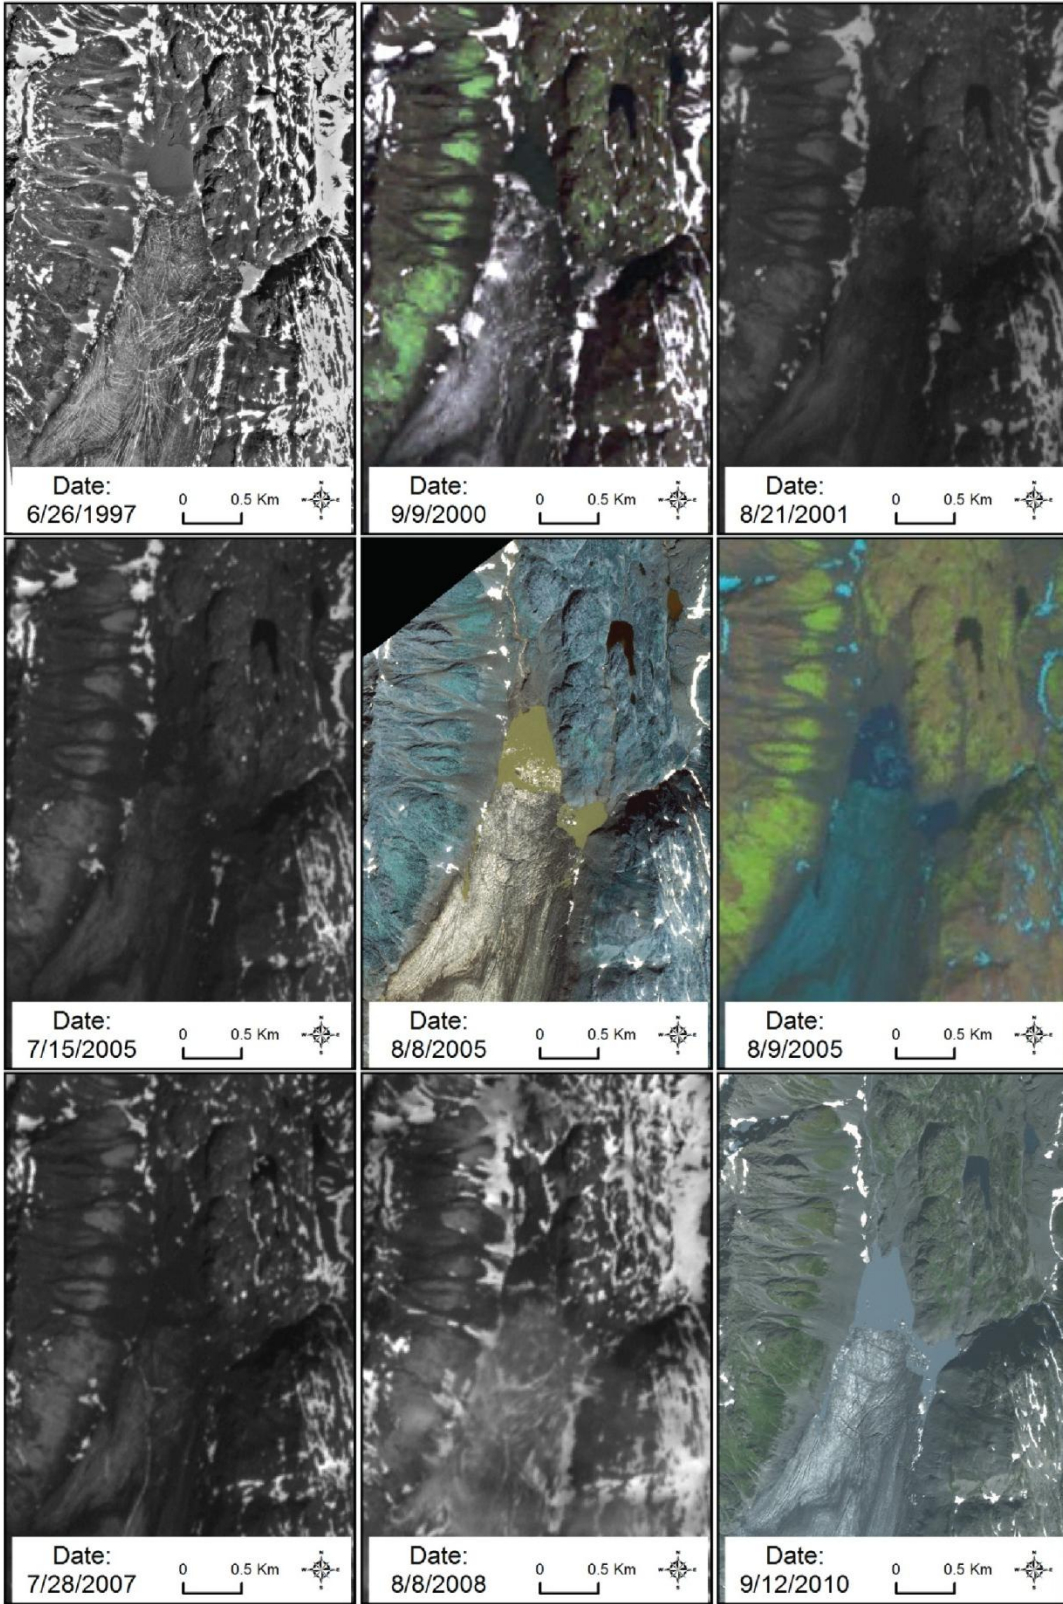 Date:
6/26/1997
0 0.5 Km
N
W E
S
Date:
9/9/2000
0 0.5 Km
N
W E
S
Date:
8/21/2001
0 0.5 Km
N
W E
S
Date:
7/15/2005
0 0.5 Km
N
W E
S
Date:
8/8/2005
0 0.5 Km
N
W E
S
Date:
8/9/2005
0 0.5 Km
N
W E
S
Date:
7/28/2007
0 0.5 Km
N
W E
S
Date:
8/8/2008
0 0.5 Km
N
W E
S
Date:
9/12/2010
0 0.5 Km
N
W E
S